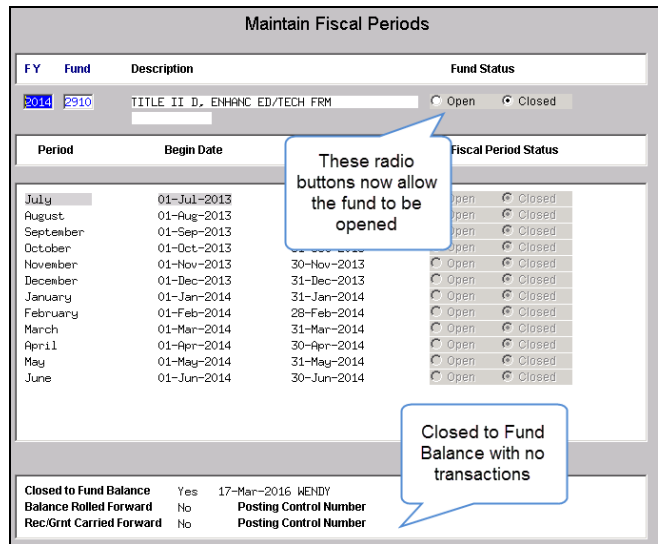 Maintain Fiscal Periods
FY Fund Description Fund Status
2014 2910 TITLE II D, ENHANC ED/TECH FRM Open Closed
Period Begin Date Fiscal Period Status
These radio
buttons now allow
the fund to be
opened
July 01-Jul-2013 Open Closed
August 01-Aug-2013 Open Closed
September 01-Sep-2013 Open Closed
October 01-Oct-2013 31-Oct-2013 Open Closed
November 01-Nov-2013 30-Nov-2013 Open Closed
December 01-Dec-2013 31-Dec-2013 Open Closed
January 01-Jan-2014 31-Jan-2014 Open Closed
February 01-Feb-2014 28-Feb-2014 Open Closed
March 01-Mar-2014 31-Mar-2014 Open Closed
April 01-Apr-2014 30-Apr-2014 Open Closed
May 01-May-2014 31-May-2014 Open Closed
June 01-Jun-2014 30-Jun-2014 Open Closed
Closed to Fund
Balance with no
transactions
Closed to Fund Balance Yes 17-Mar-2016 WENDY
Balance Rolled Forward No Posting Control Number
Rec/Grnt Carried Forward No Posting Control Number